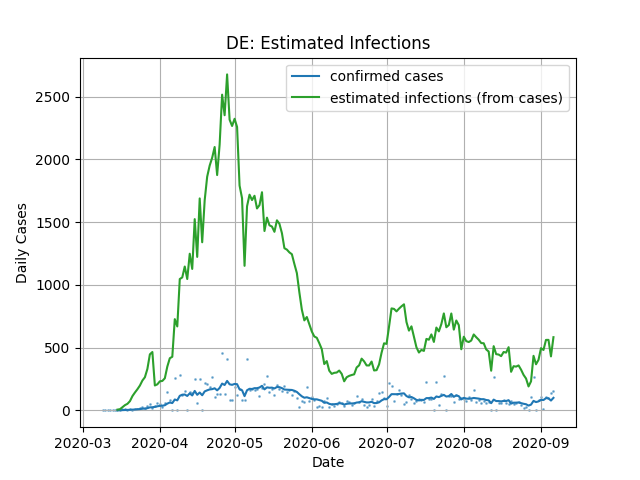 DE: Estimated Infections
confirmed cases
estimated infections (from cases)
Daily Cases
2500
2000
1500
1000
500
0
2020-03 2020-04 2020-05 2020-06 2020-07 2020-08 2020-09
Date